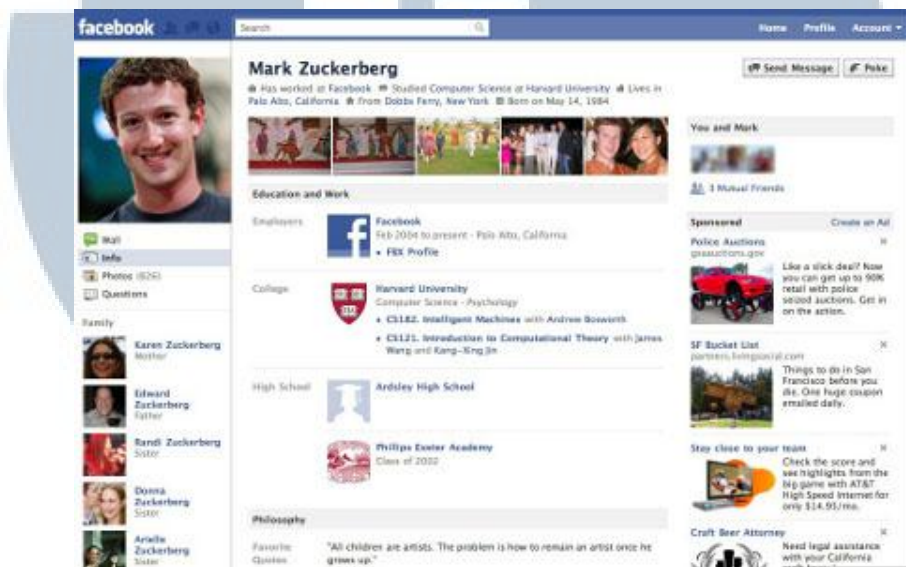 facebook
Search
Home Profile Account
Mark Zuckerberg
Has worked at Facebook Studied Computer Science at Harvard University Lives in
Palo Alto, California From Dobbs Ferry, New York Born on May 14, 1984
Send Message Poke
Wall
Info
Photos (826)
Questions
Family
Karen Zuckerberg
Mother
Edward
Zuckerberg
Father
Randi Zuckerberg
Sister
Donna
Zuckerberg
Sister
Arielle
Zuckerberg
Sister
Education and Work
Employers
Facebook
Feb 2004 to present - Palo Alto, California
• FBX Profile
College
Harvard University
Computer Science - Psychology
• CS182. Intelligent Machines with Andrew Bosworth
• CS121. Introduction to Computational Theory with James
Wang and Kang-Xing Jin
High School
Ardsley High School
Phillips Exeter Academy
Class of 2002
Philosophy
Favorite
Quotes
"All children are artists. The problem is how to remain an artist once he
grows up."
You and Mark
3 Mutual Friends
Sponsored Create an Ad
Police Auctions
Like a slick deal? Now
you can get up to 90%
retail with police
seized auctions. Get in
on the action.
SF Bucket List
partners.livingsocial.com
Things to do in San
Francisco before you
die. One huge coupon
emailed daily.
Stay close to your team
Check the score and
see highlights from the
big game with AT&T
High Speed Internet for
only $14.95/mo.
Craft Beer Attorney
Need legal assistance
with your California